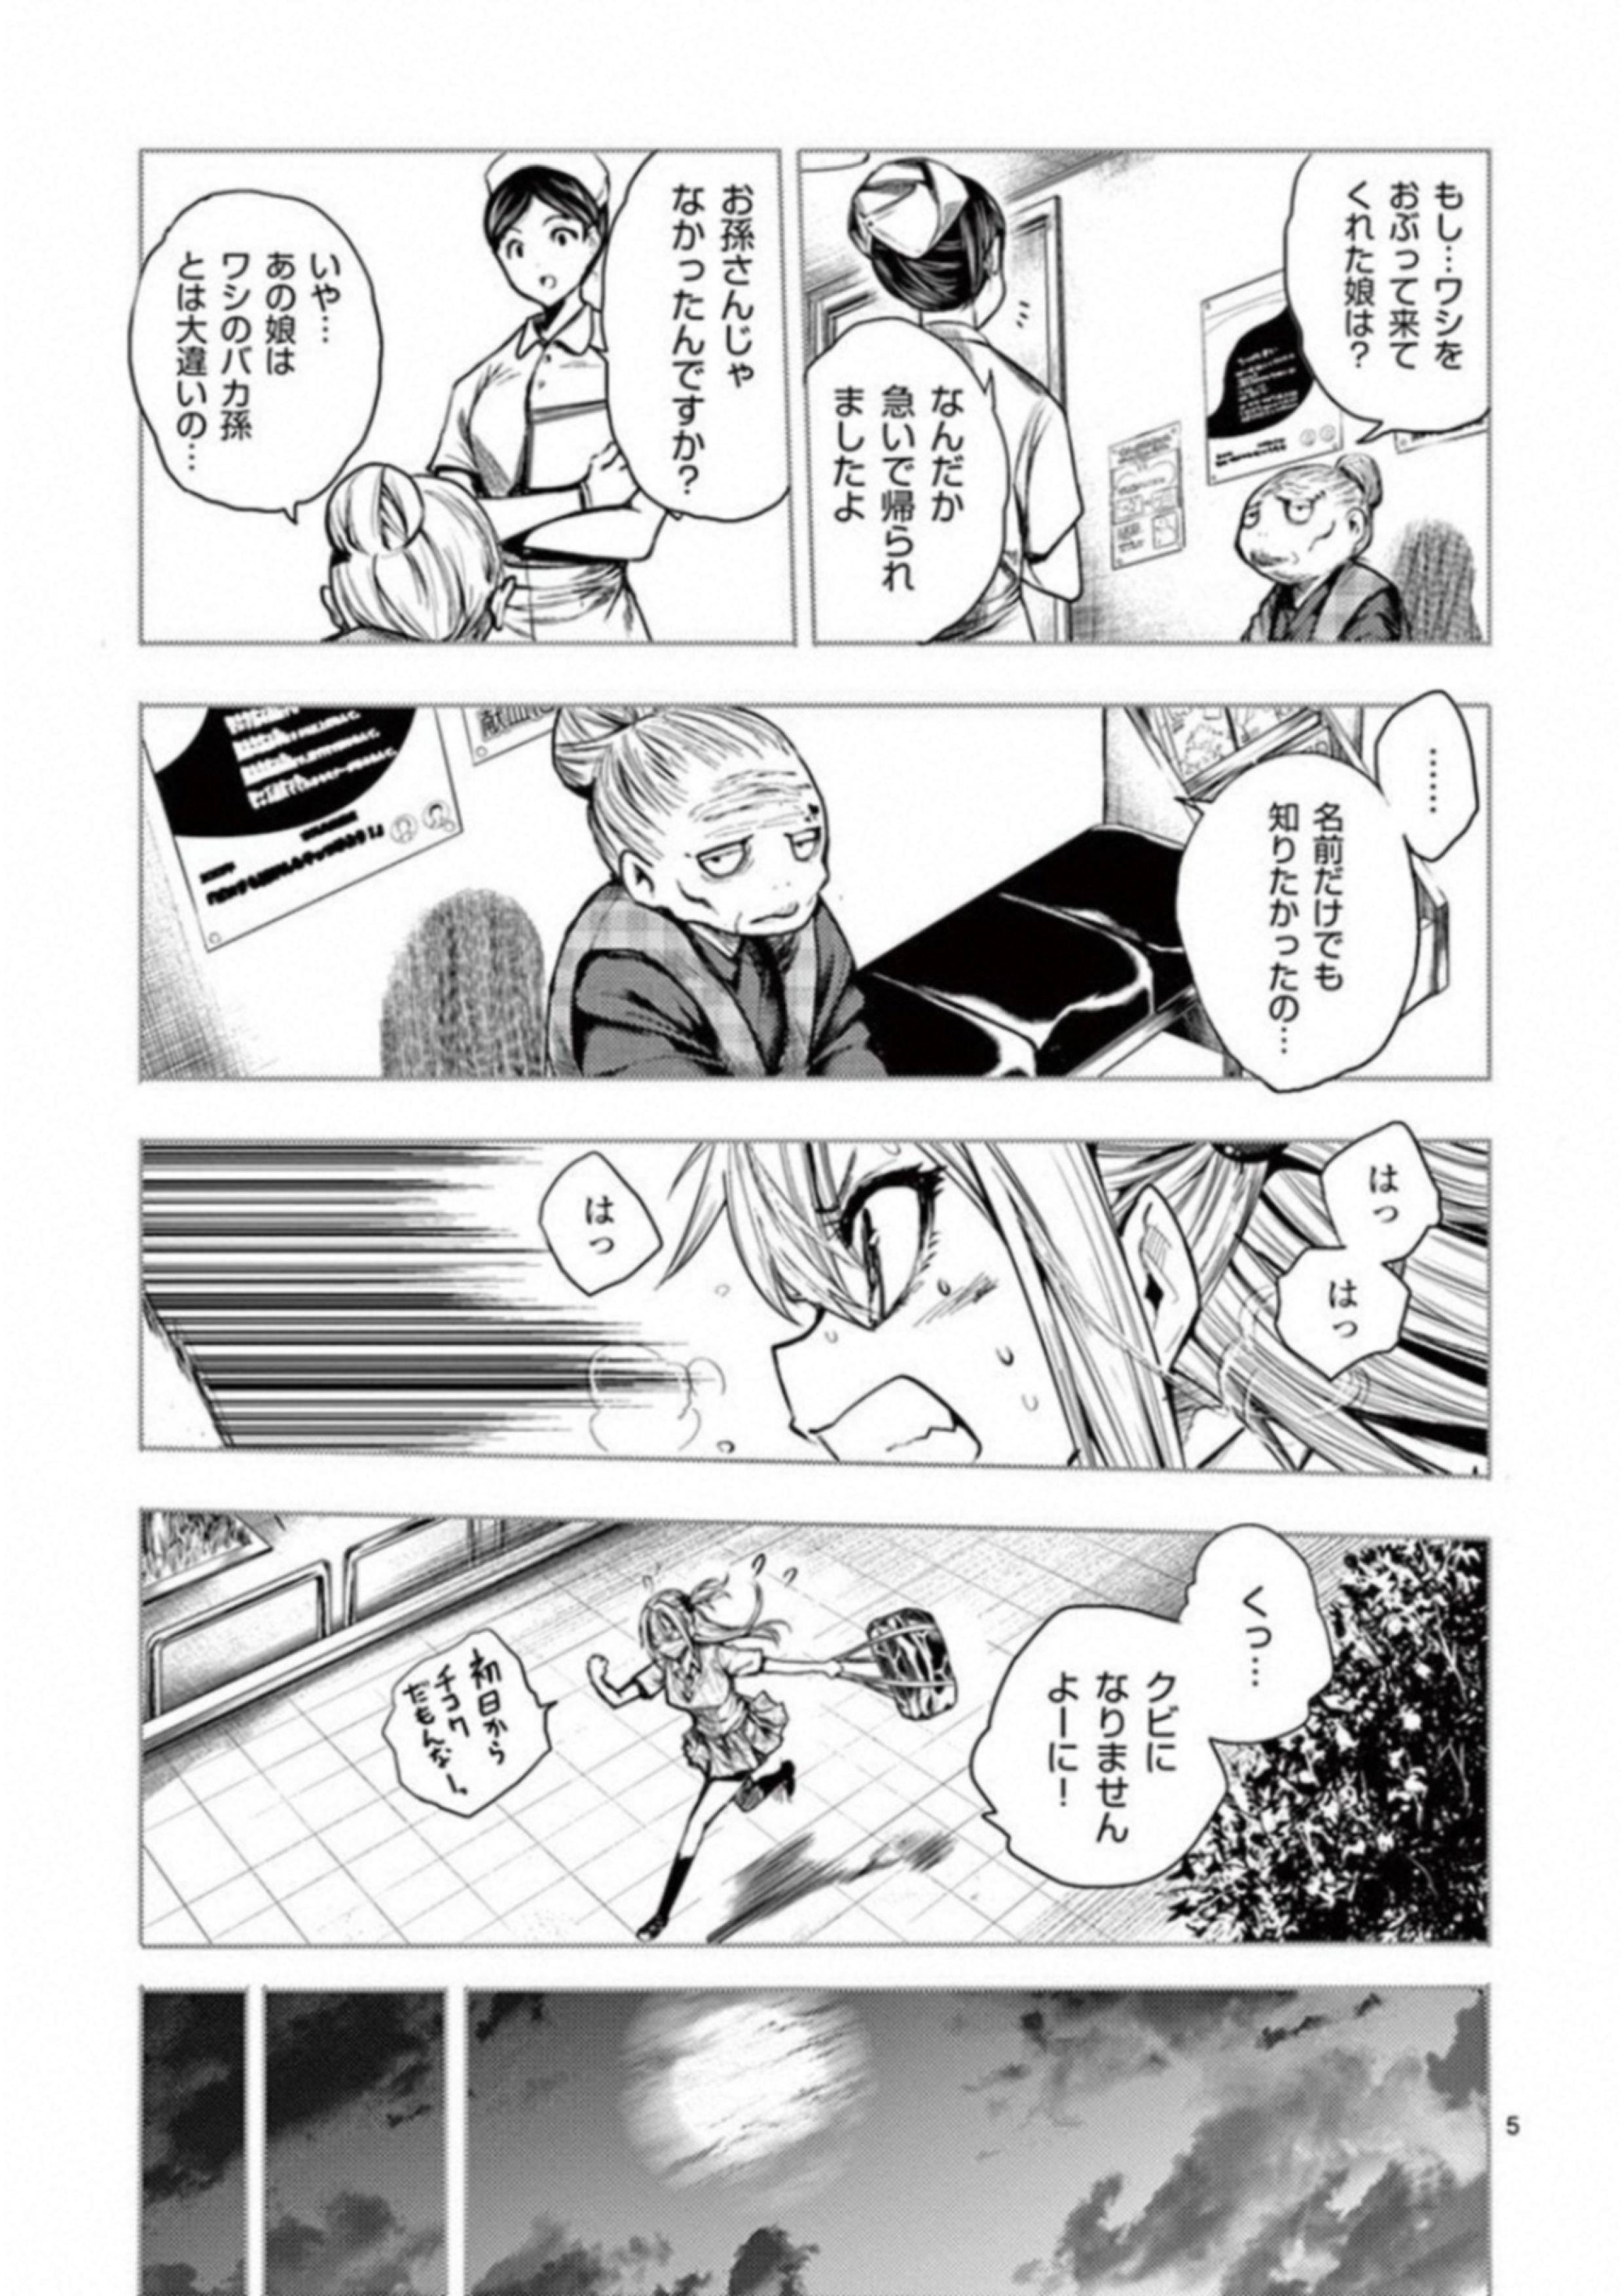 もし…ワシを
おぶって来て
くれた娘は?
なんだか
急いで帰られ
ましたよ
お孫さんじゃ
なかったんですか?
いや…
あの娘は
ワシのバカ孫
とは大違いの…
……
名前だけでも
知りたかったの…
はっ
はっ
はっ
くっ…
クビに
なりません
よーに!
初日から
チコク
だもんなー。
5